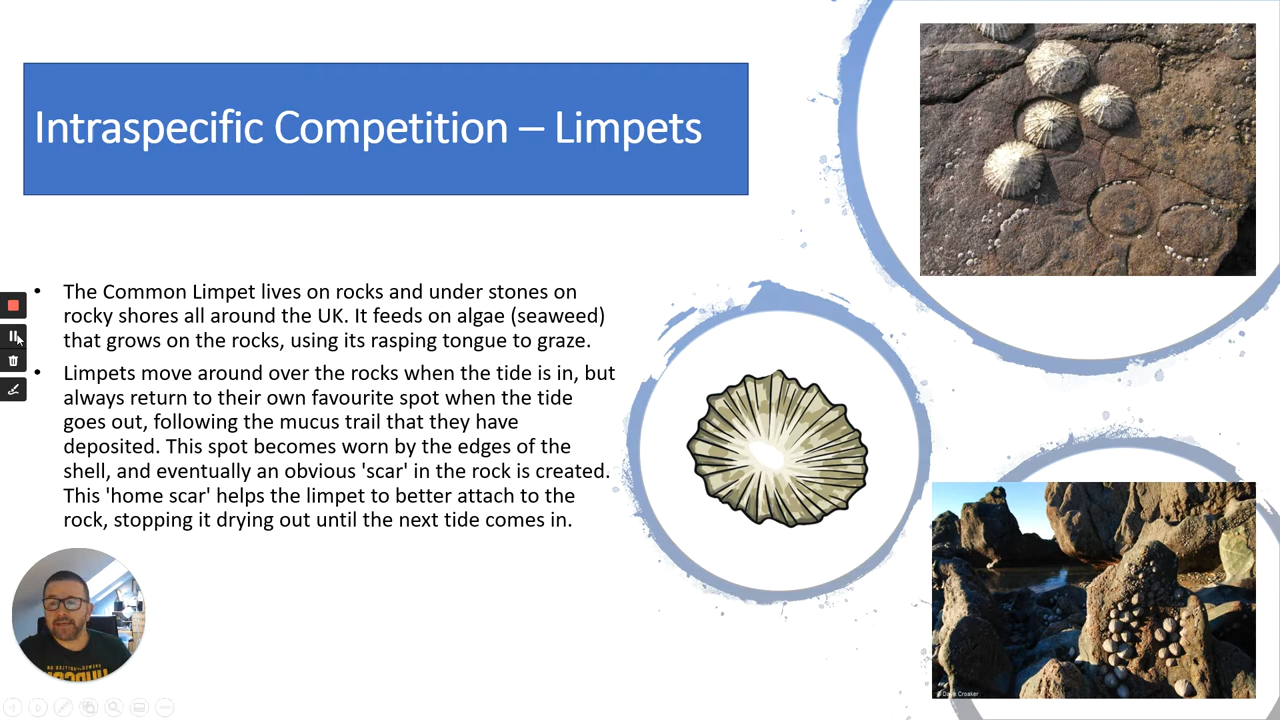 Intraspecific Competition – Limpets
• The Common Limpet lives on rocks and under stones on
rocky shores all around the UK. It feeds on algae (seaweed)
that grows on the rocks, using its rasping tongue to graze.
• Limpets move around over the rocks when the tide is in, but
always return to their own favourite spot when the tide
goes out, following the mucus trail that they have
deposited. This spot becomes worn by the edges of the
shell, and eventually an obvious 'scar' in the rock is created.
This 'home scar' helps the limpet to better attach to the
rock, stopping it drying out until the next tide comes in.
© Dave Croaker